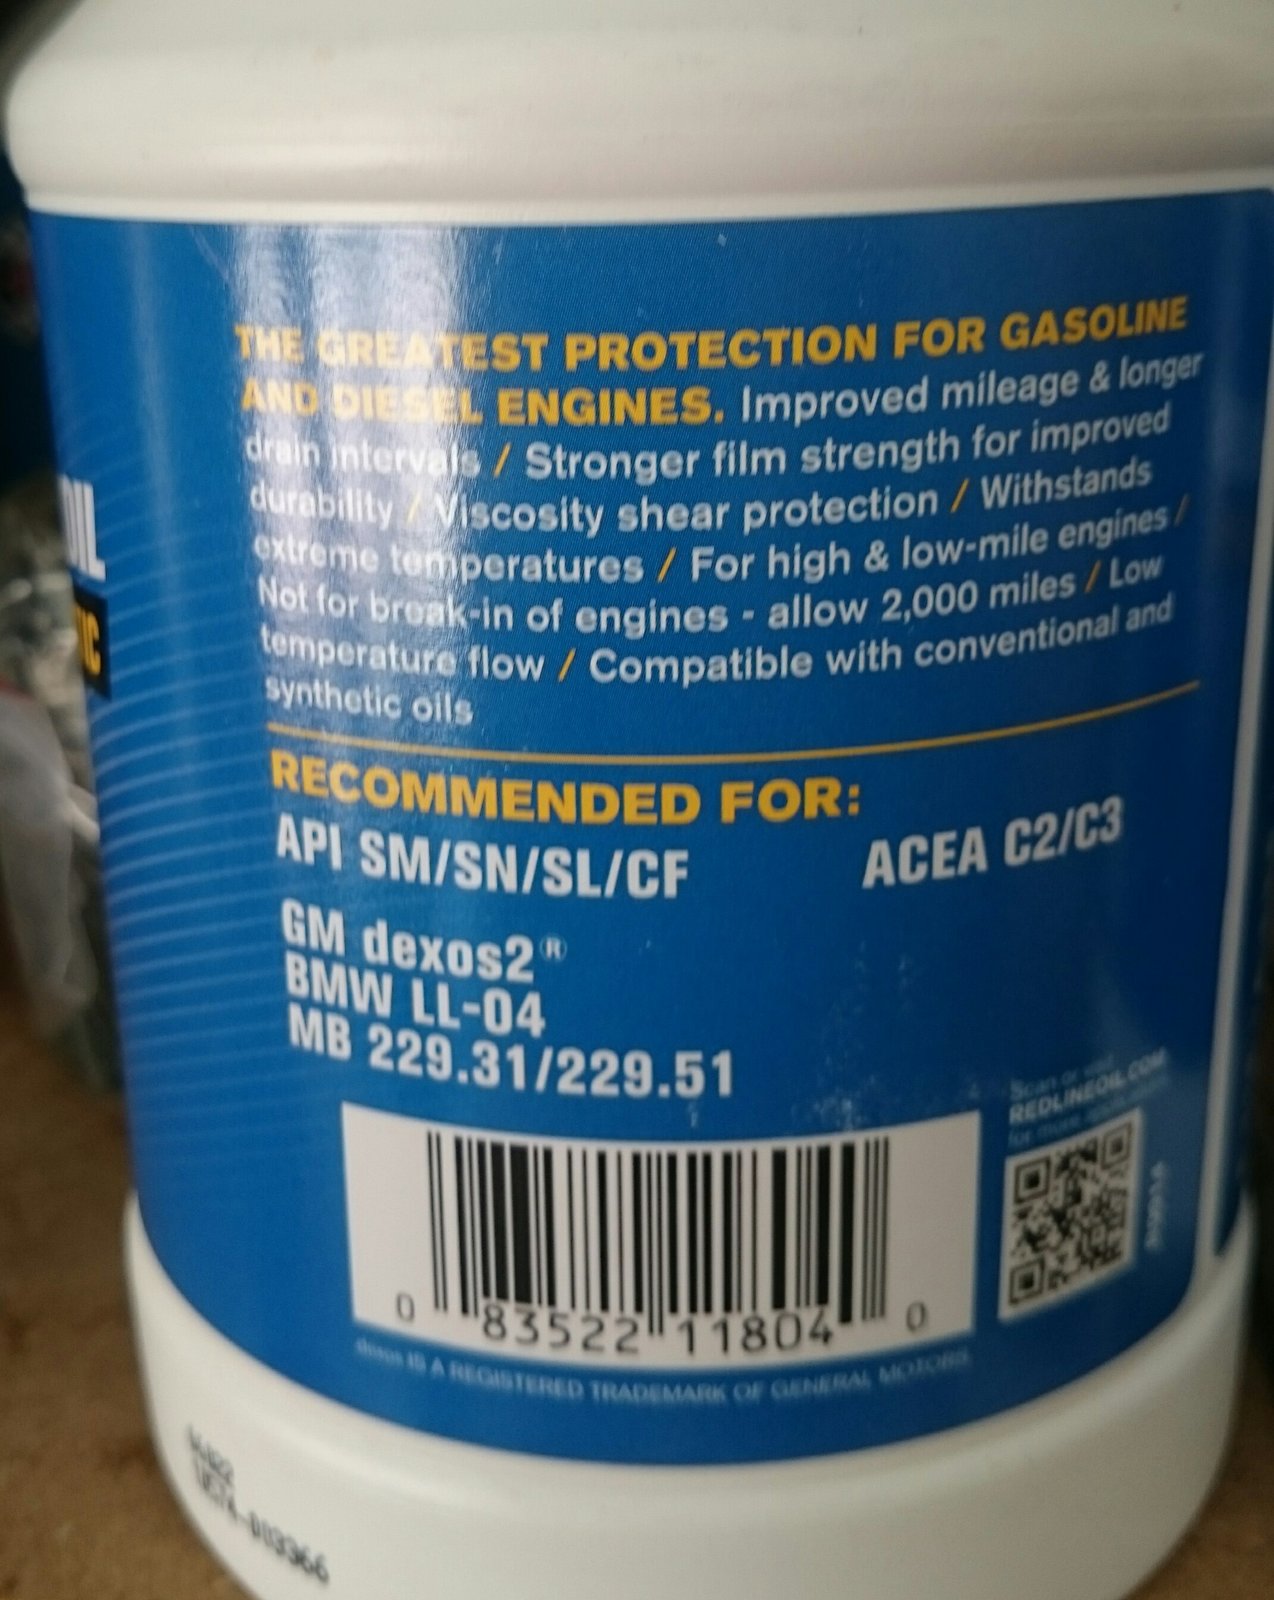 THE GREATEST PROTECTION FOR GASOLINE
AND DIESEL ENGINES. Improved mileage & longer
drain intervals / Stronger film strength for improved
durability / Viscosity shear protection / Withstands
extreme temperatures / For high & low-mile engines /
Not for break-in of engines - allow 2,000 miles / Low
temperature flow / Compatible with conventional and
synthetic oils
OIL
IC
RECOMMENDED FOR:
API SM/SN/SL/CF ACEA C2/C3
GM dexos2®
BMW LL-04
MB 229.31/229.51
Scan or visit
REDLINEOIL.COM
for more
0 83522 11804 0
dexos IS A REGISTERED TRADEMARK OF GENERAL MOTORS